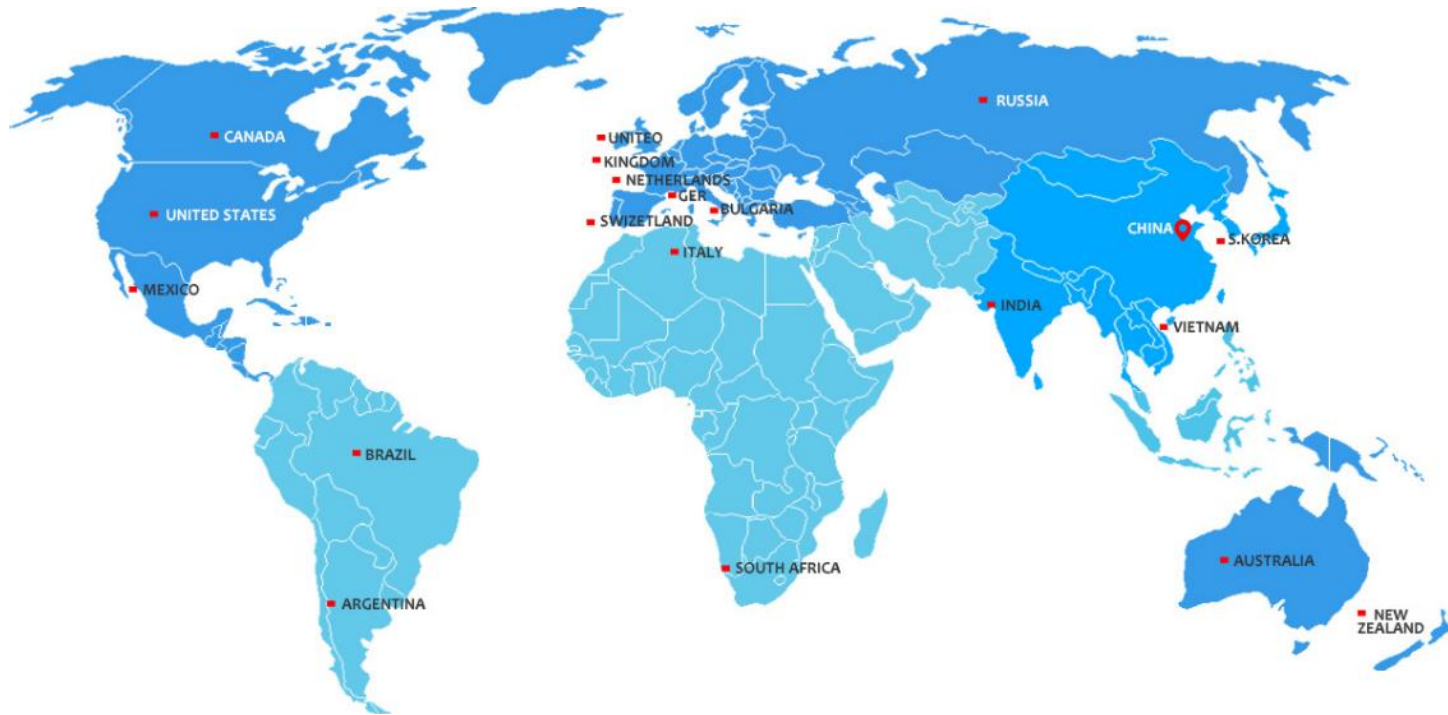 RUSSIA
CANADA
UNITEO
KINGDOM
NETHERLANDS
GER
BULGARIA
UNITED STATES
SWIZETLAND
CHINA
S.KOREA
ITALY
MEXICO
INDIA
VIETNAM
BRAZIL
AUSTRALIA
SOUTH AFRICA
ARGENTINA
NEW
ZEALAND